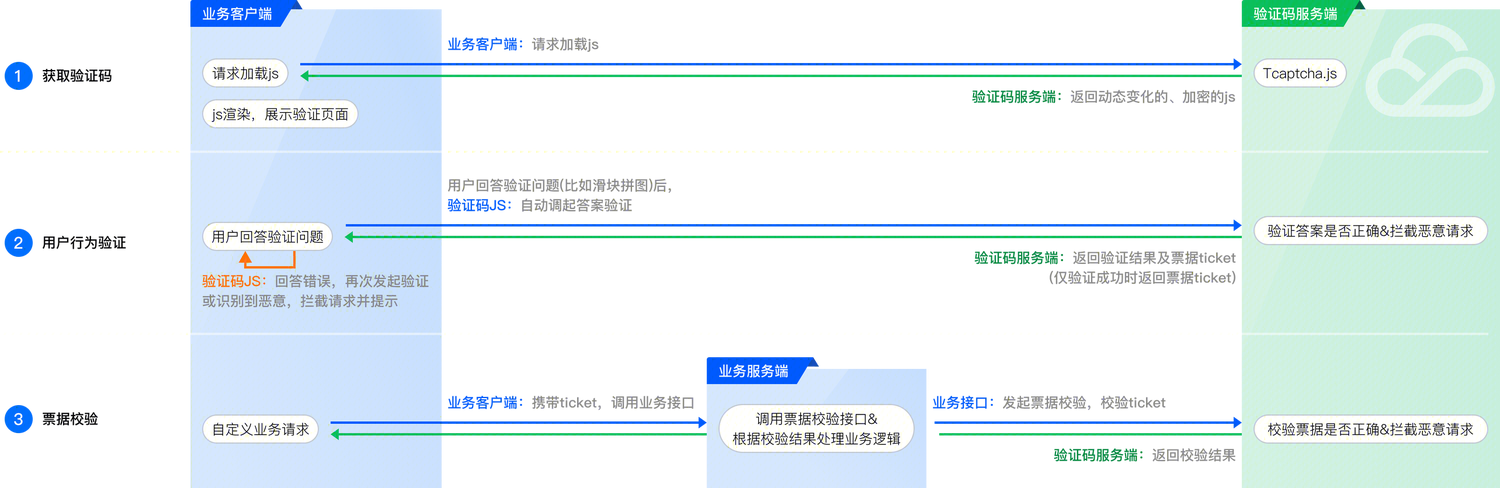 业务客户端
验证码服务端
1 获取验证码
请求加载js
js渲染，展示验证页面
业务客户端：请求加载js
验证码服务端：返回动态变化的、加密的js
Tcaptcha.js
2 用户行为验证
用户回答验证问题
验证码JS：回答错误，再次发起验证
或识别到恶意，拦截请求并提示
用户回答验证问题(比如滑块拼图)后，
验证码JS：自动调起答案验证
验证码服务端：返回验证结果及票据ticket
(仅验证成功时返回票据ticket)
验证答案是否正确&拦截恶意请求
3 票据校验
自定义业务请求
业务客户端：携带ticket，调用业务接口
业务服务端
调用票据校验接口&
根据校验结果处理业务逻辑
业务接口：发起票据校验，校验ticket
验证码服务端：返回校验结果
校验票据是否正确&拦截恶意请求